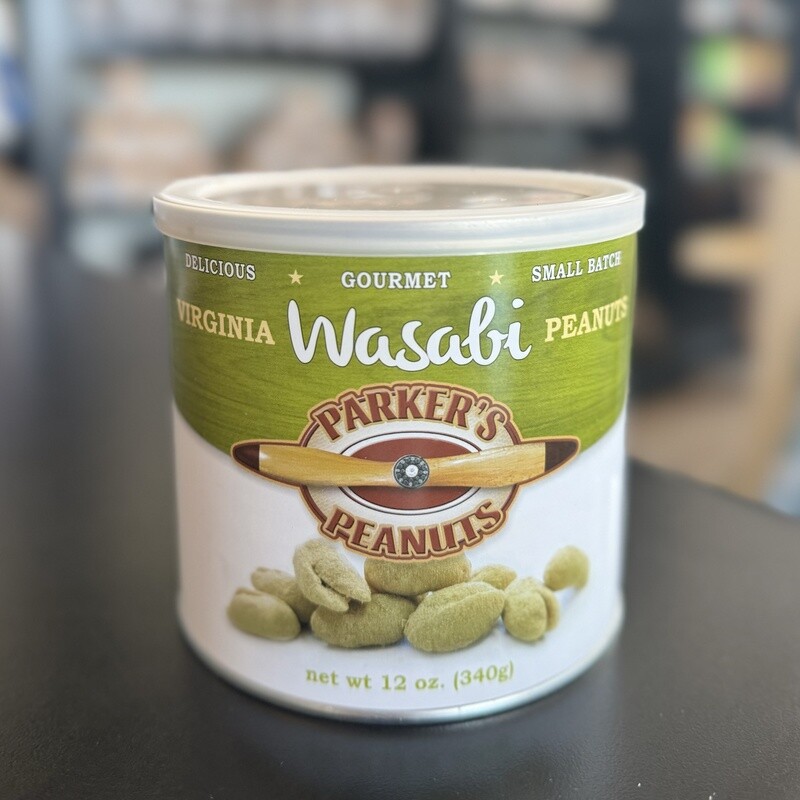 DELICIOUS ★ GOURMET ★ SMALL BATCH
VIRGINIA Wasabi PEANUTS
PARKER'S
PEANUTS
net wt 12 oz. (340g)